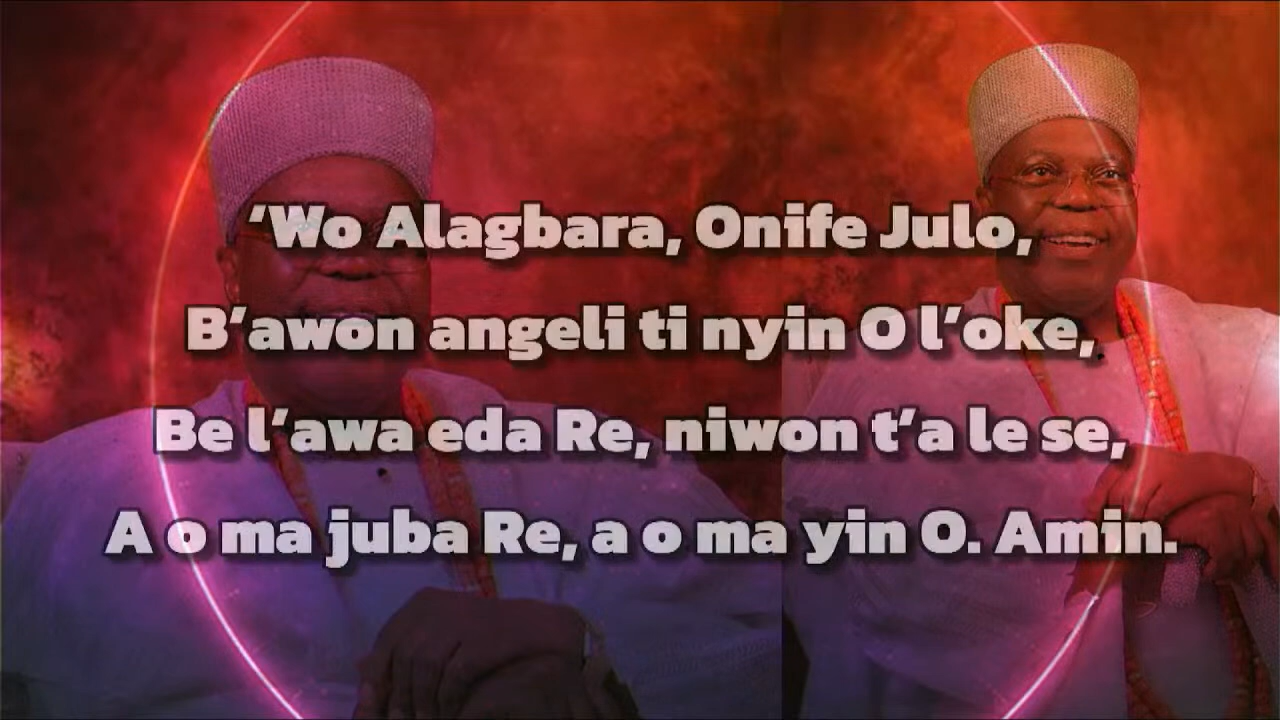 ‘Wo Alagbara, Onife Julo,
B’awon angeli ti nyin O l’oke,
Be l’awa eda Re, niwon t’a le se,
A o ma juba Re, a o ma yin O. Amin.